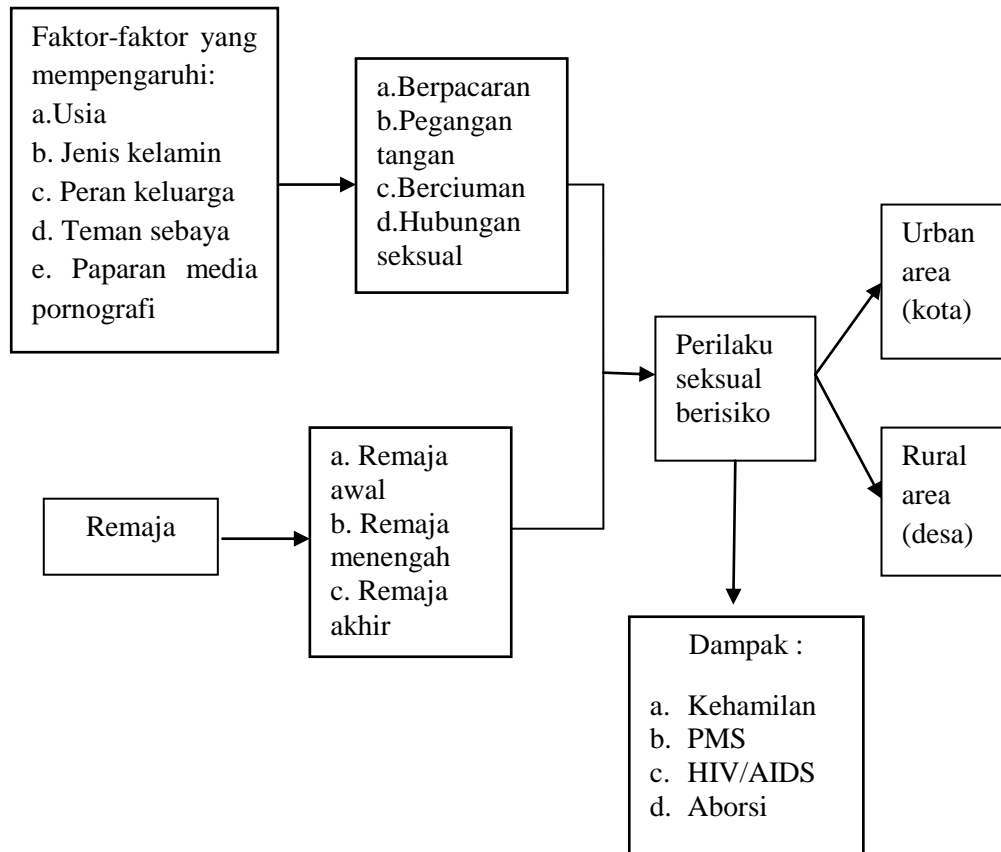 Faktor-faktor yang
mempengaruhi:
a.Usia
b. Jenis kelamin
c. Peran keluarga
d. Teman sebaya
e. Paparan media
pornografi
a.Berpacaran
b.Pegangan
tangan
c.Berciuman
d.Hubungan
seksual
Urban
area
(kota)
Perilaku
seksual
berisiko
Rural
area
(desa)
Remaja
a. Remaja
awal
b. Remaja
menengah
c. Remaja
akhir
Dampak :
a. Kehamilan
b. PMS
c. HIV/AIDS
d. Aborsi